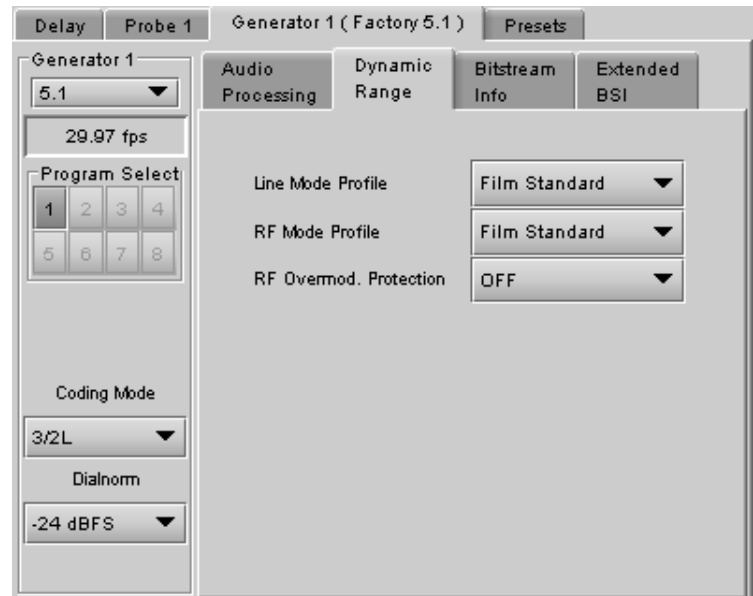 Delay
Probe 1
Generator 1 ( Factory 5.1 )
Presets
Generator 1
5.1
29.97 fps
Program Select
1 2 3 4
5 6 7 8
Coding Mode
3/2L
Dialnorm
-24 dBFS
Audio
Processing
Dynamic
Range
Bitstream
Info
Extended
BSI
Line Mode Profile
Film Standard
RF Mode Profile
Film Standard
RF Overmod. Protection
OFF